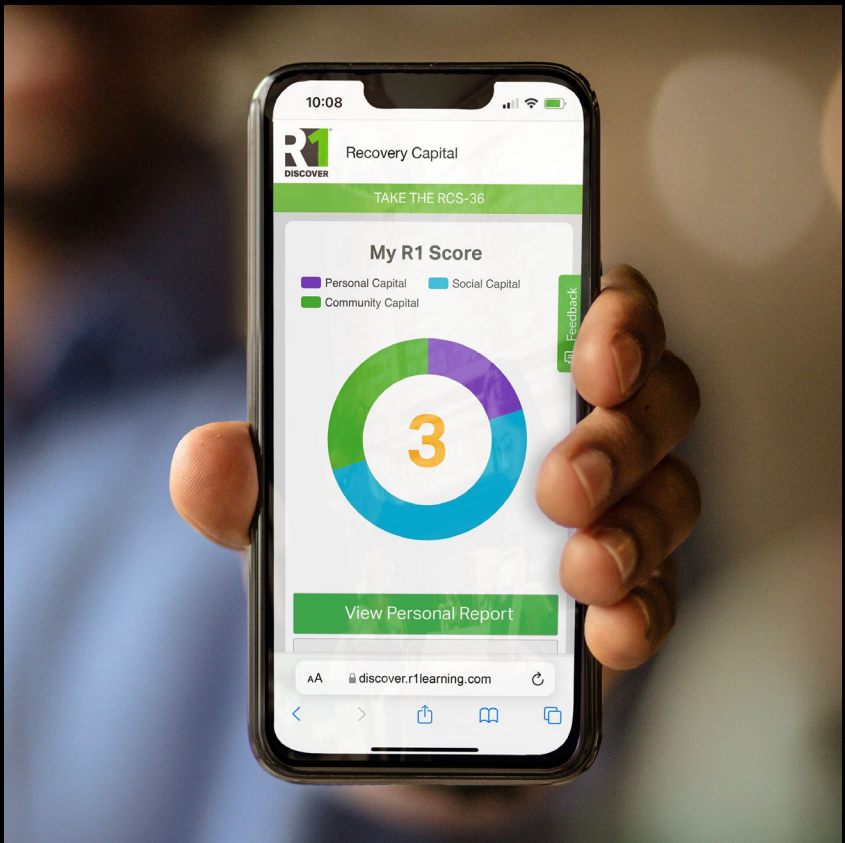 10:08
R1
DISCOVER
Recovery Capital
TAKE THE RCS-36
My R1 Score
Personal Capital
Social Capital
Community Capital
Feedback
3
View Personal Report
AA
discover.r1learning.com